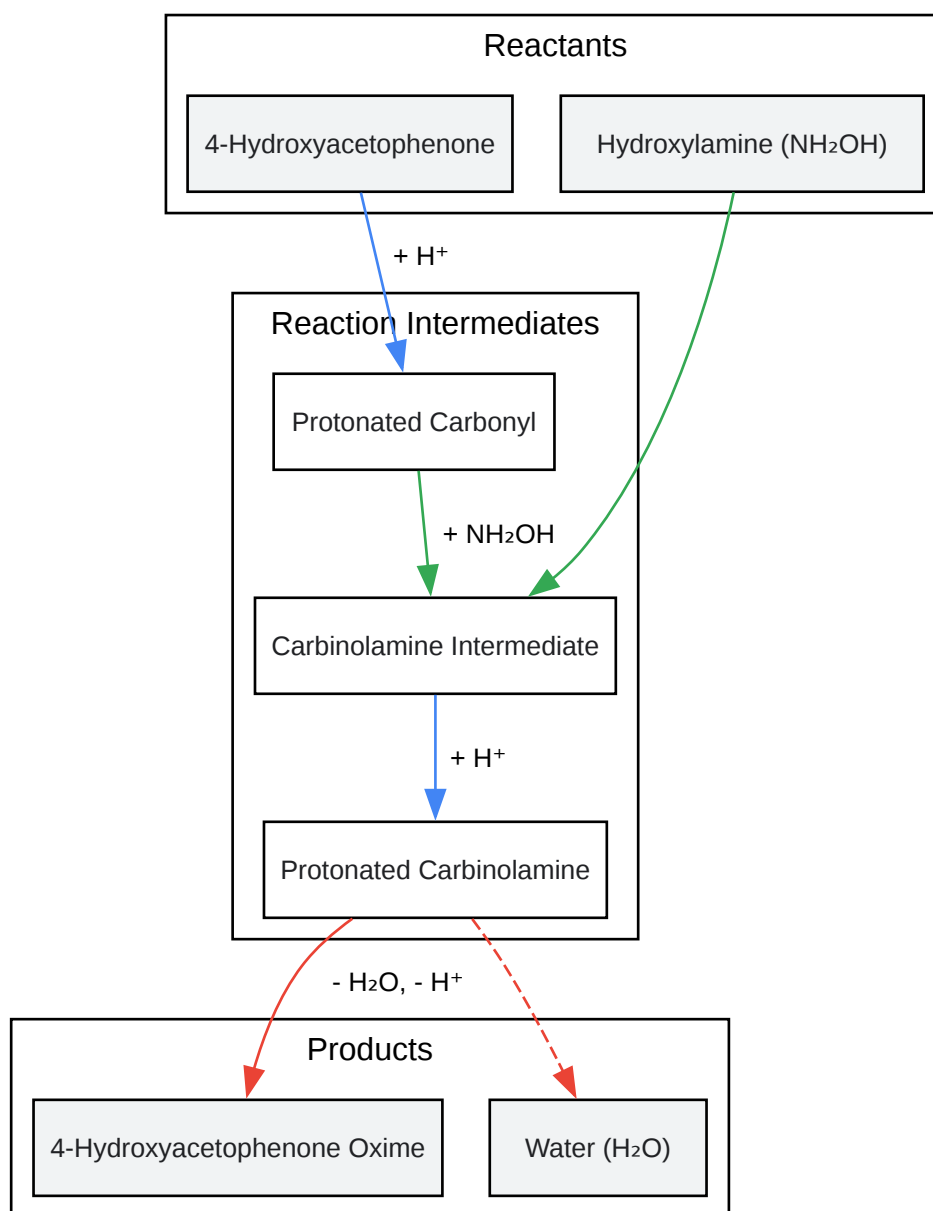 Reactants
4-Hydroxyacetophenone
Hydroxylamine (NH₂OH)
+ H⁺
Reaction Intermediates
Protonated Carbonyl
+ NH₂OH
Carbinolamine Intermediate
+ H⁺
Protonated Carbinolamine
- H₂O, - H⁺
Products
4-Hydroxyacetophenone Oxime
Water (H₂O)